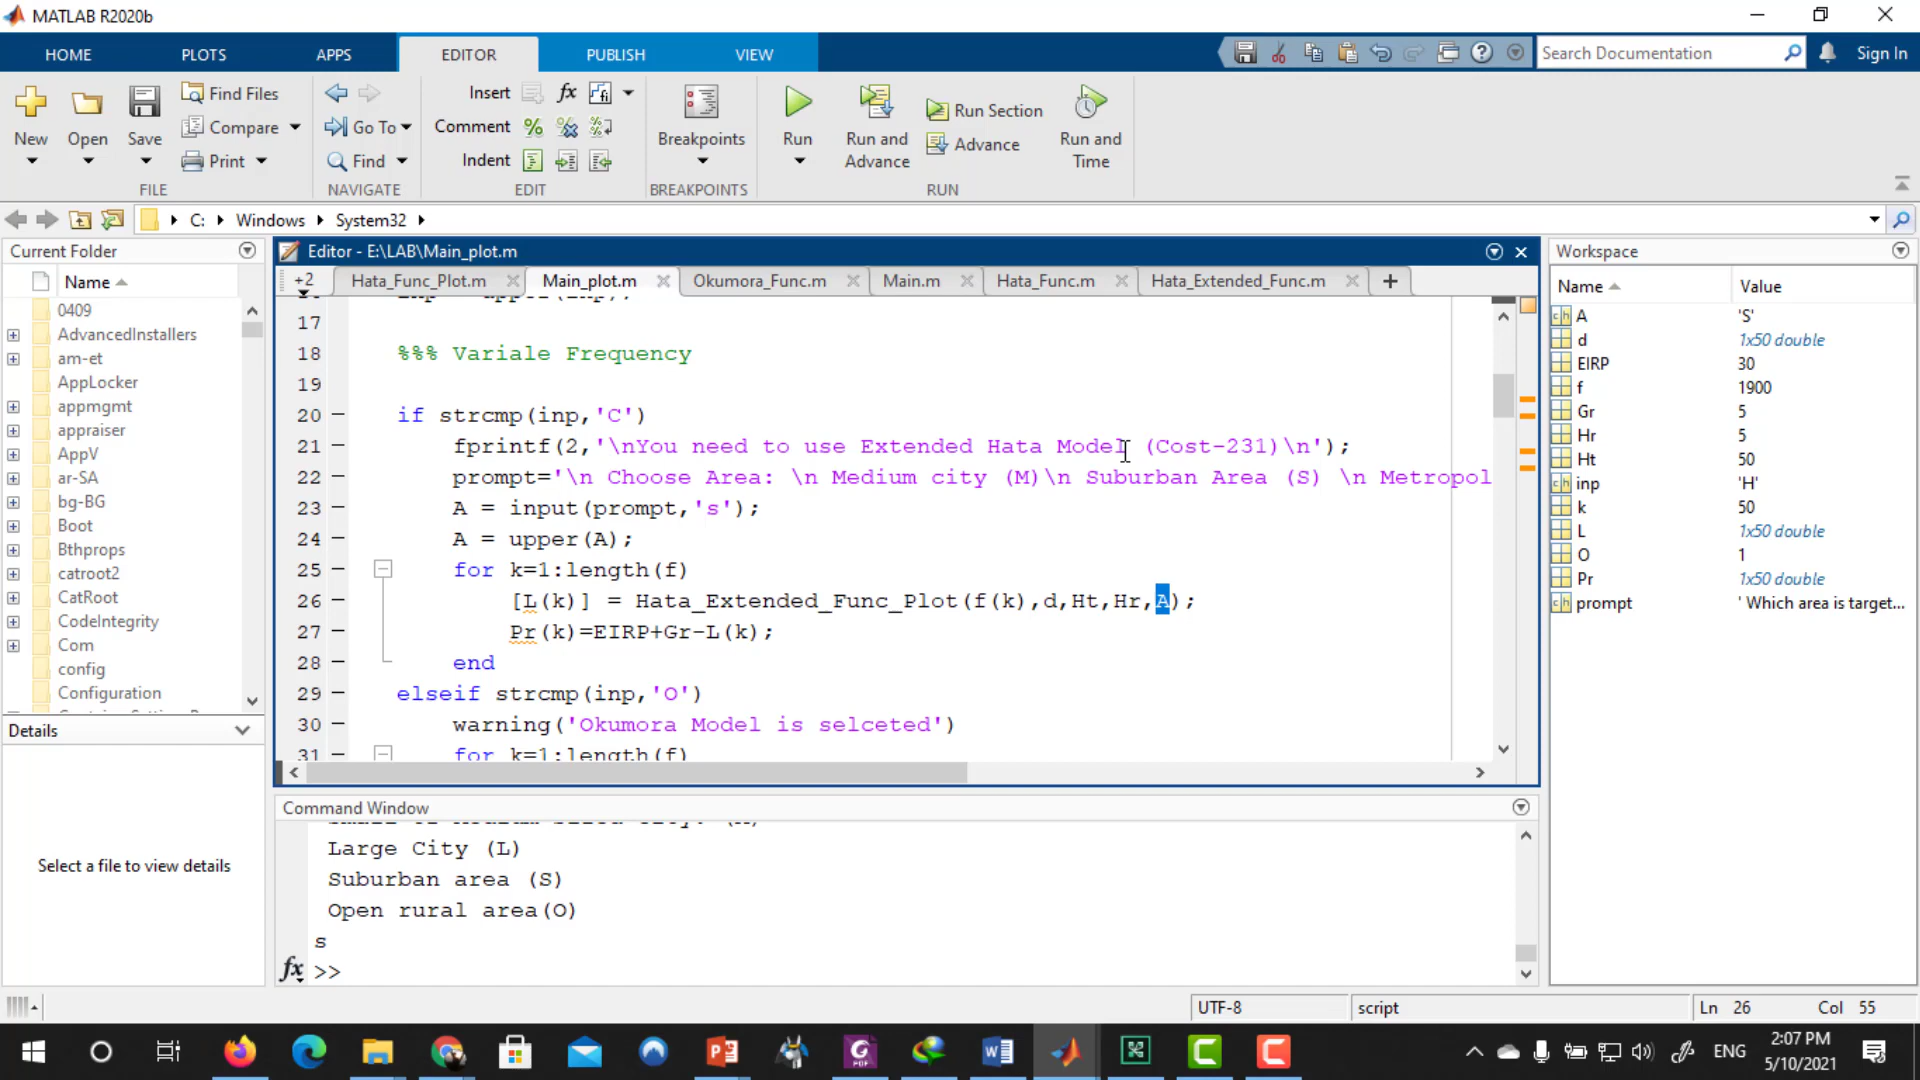 MATLAB R2020b
HOME PLOTS APPS EDITOR PUBLISH VIEW Search Documentation Sign In
New Open Save Find Files Compare Print
FILE
Go To Find
NAVIGATE
Insert fx
Comment
Indent
EDIT
Breakpoints
BREAKPOINTS
Run Run and Advance Run Section Advance Run and Time
RUN
C: Windows System32
Current Folder
Name
0409
AdvancedInstallers
am-et
AppLocker
appmgmt
appraiser
AppV
ar-SA
bg-BG
Boot
Bthprops
catroot2
CatRoot
CodeIntegrity
Com
config
Configuration
Details
Select a file to view details
Editor - E:\LAB\Main_plot.m
+2 Hata_Func_Plot.m Main_plot.m Okumora_Func.m Main.m Hata_Func.m Hata_Extended_Func.m
17
18 %%% Variale Frequency
19
20 if strcmp(inp,'C')
21 fprintf(2,'\nYou need to use Extended Hata Model (Cost-231)\n');
22 prompt='\n Choose Area: \n Medium city (M)\n Suburban Area (S) \n Metropol
23 A = input(prompt,'s');
24 A = upper(A);
25 for k=1:length(f)
26 [L(k)] = Hata_Extended_Func_Plot(f(k),d,Ht,Hr,A);
27 Pr(k)=EIRP+Gr-L(k);
28 end
29 elseif strcmp(inp,'O')
30 warning('Okumora Model is selceted')
31 for k=1:length(f)
Command Window
Large City (L)
Suburban area (S)
Open rural area(O)
s
fx >>
Workspace
Name Value
A 'S'
d 1x50 double
EIRP 30
f 1900
Gr 5
Hr 5
Ht 50
inp 'H'
k 50
L 1x50 double
O 1
Pr 1x50 double
prompt ' Which area is target...
UTF-8 script Ln 26 Col 55
ENG
2:07 PM
5/10/2021